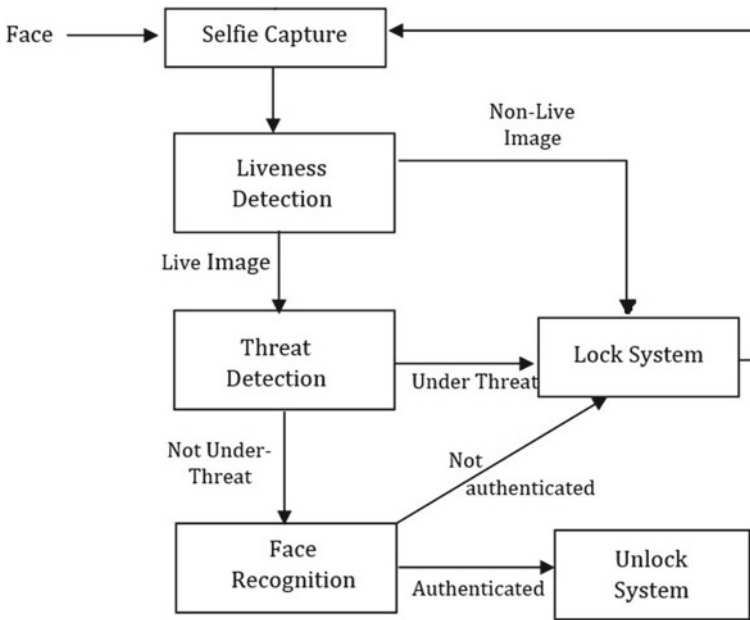 Face
Selfie Capture
Non-Live
Image
Liveness
Detection
Live Image
Threat
Detection
Under Threat
Lock System
Not Under-
Threat
Not
authenticated
Face
Recognition
Authenticated
Unlock
System